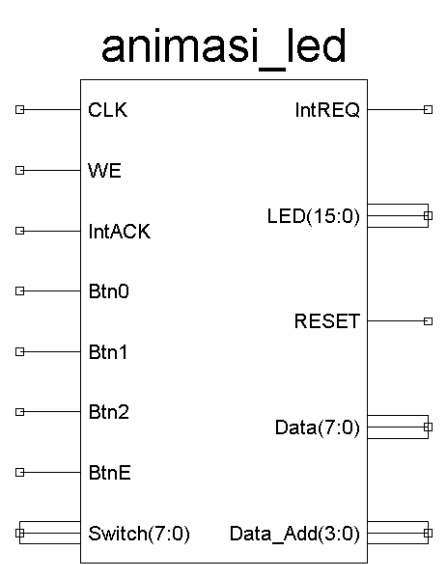 animasi_led
CLK
IntREQ
WE
LED(15:0)
IntACK
Btn0
RESET
Btn1
Btn2
Data(7:0)
BtnE
Switch(7:0)
Data_Add(3:0)